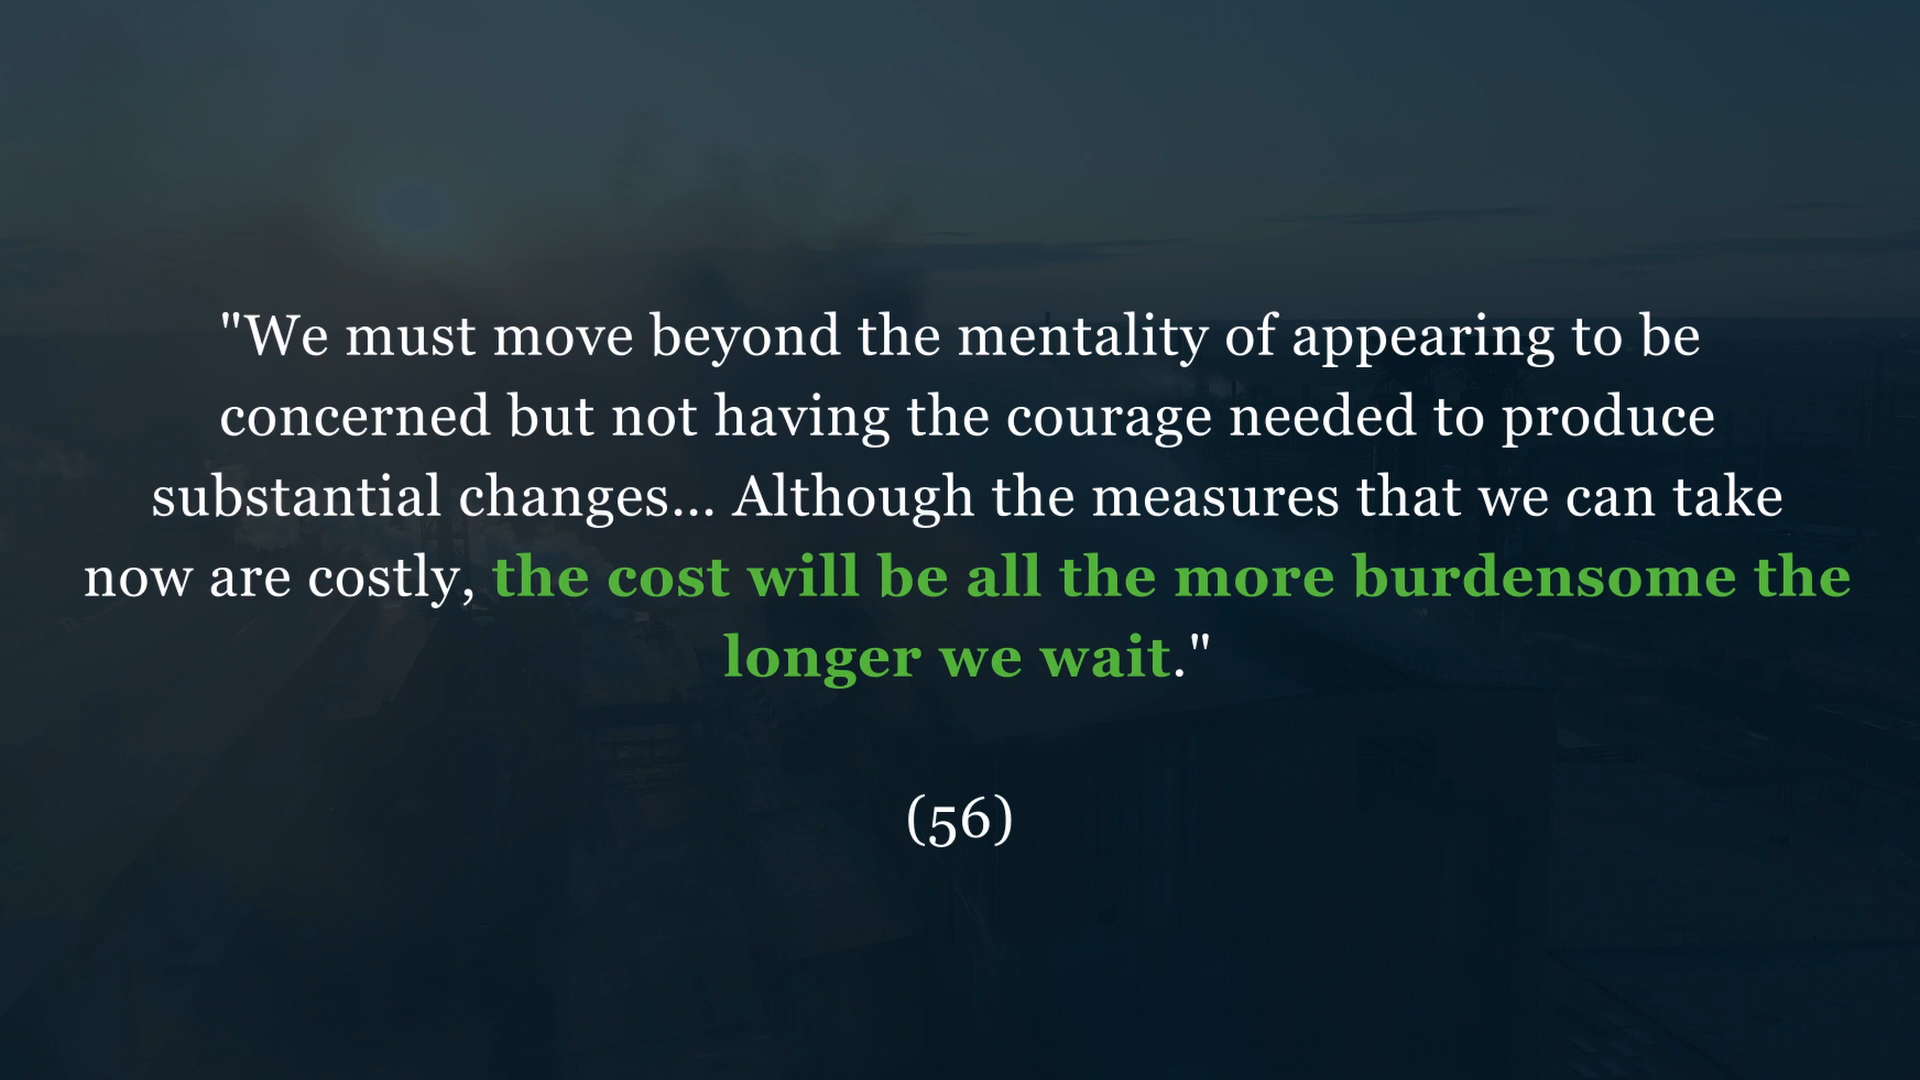 "We must move beyond the mentality of appearing to be
concerned but not having the courage needed to produce
substantial changes... Although the measures that we can take
now are costly, the cost will be all the more burdensome the
longer we wait."
(56)